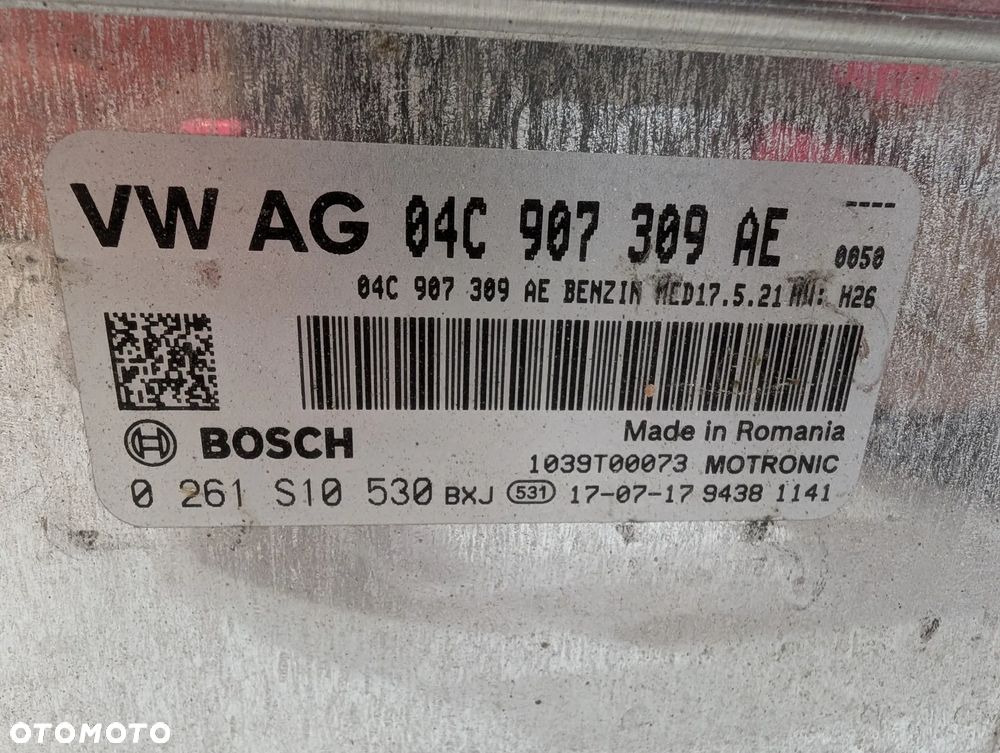 VW AG 04C 907 309 AE ----
0050
04C 907 309 AE BENZIN MED17.5.21 HW: H26
BOSCH
Made in Romania
1039T00073 MOTRONIC
0 261 S10 530 BXJ 531 17-07-17 9438 1141
OTOMOTO